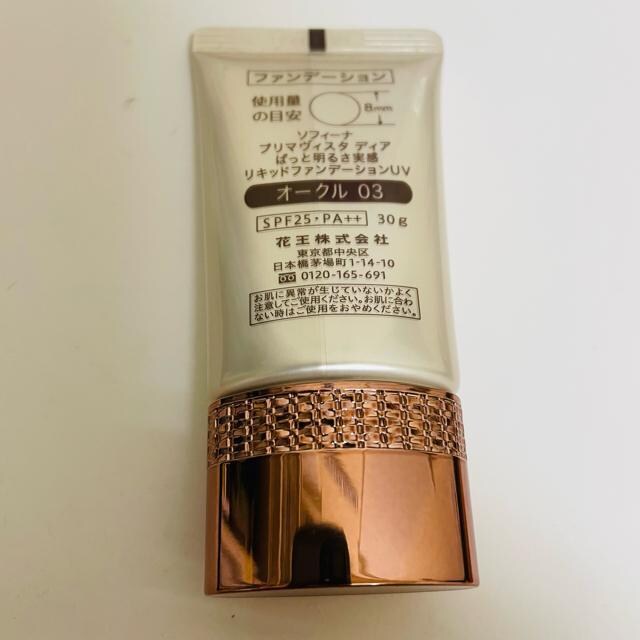 ファンデーション
使用量
の目安
8mm
ソフィーナ
プリマヴィスタ ディア
ぱっと明るさ実感
リキッドファンデーションUV
オークル 03
SPF25・PA++ 30g
花王株式会社
東京都中央区
日本橋茅場町1-14-10
0120-165-691
お肌に異常が生じていないかよく
注意してご使用ください。お肌に合わ
ない時はご使用をおやめください。